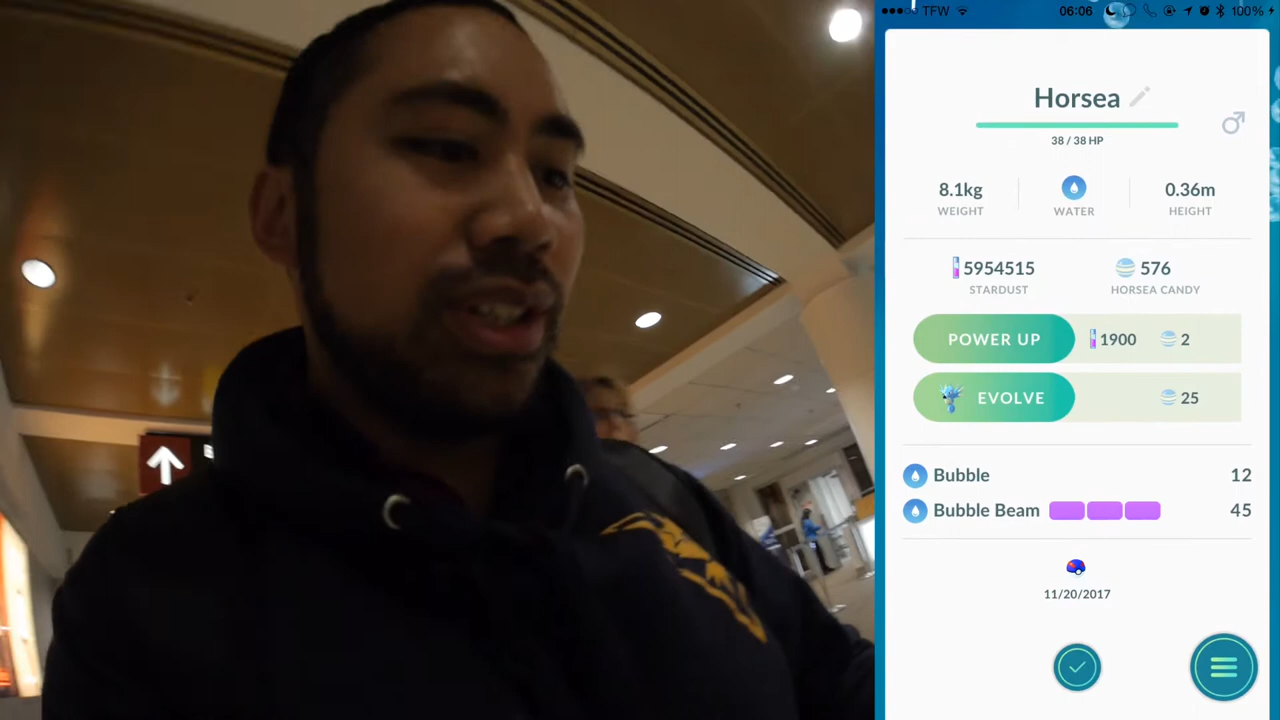 TFW 06:06 100%
Horsea
38 / 38 HP
8.1kg 0.36m
WEIGHT WATER HEIGHT
5954515 576
STARDUST HORSEA CANDY
POWER UP 1900 2
EVOLVE 25
Bubble 12
Bubble Beam 45
11/20/2017